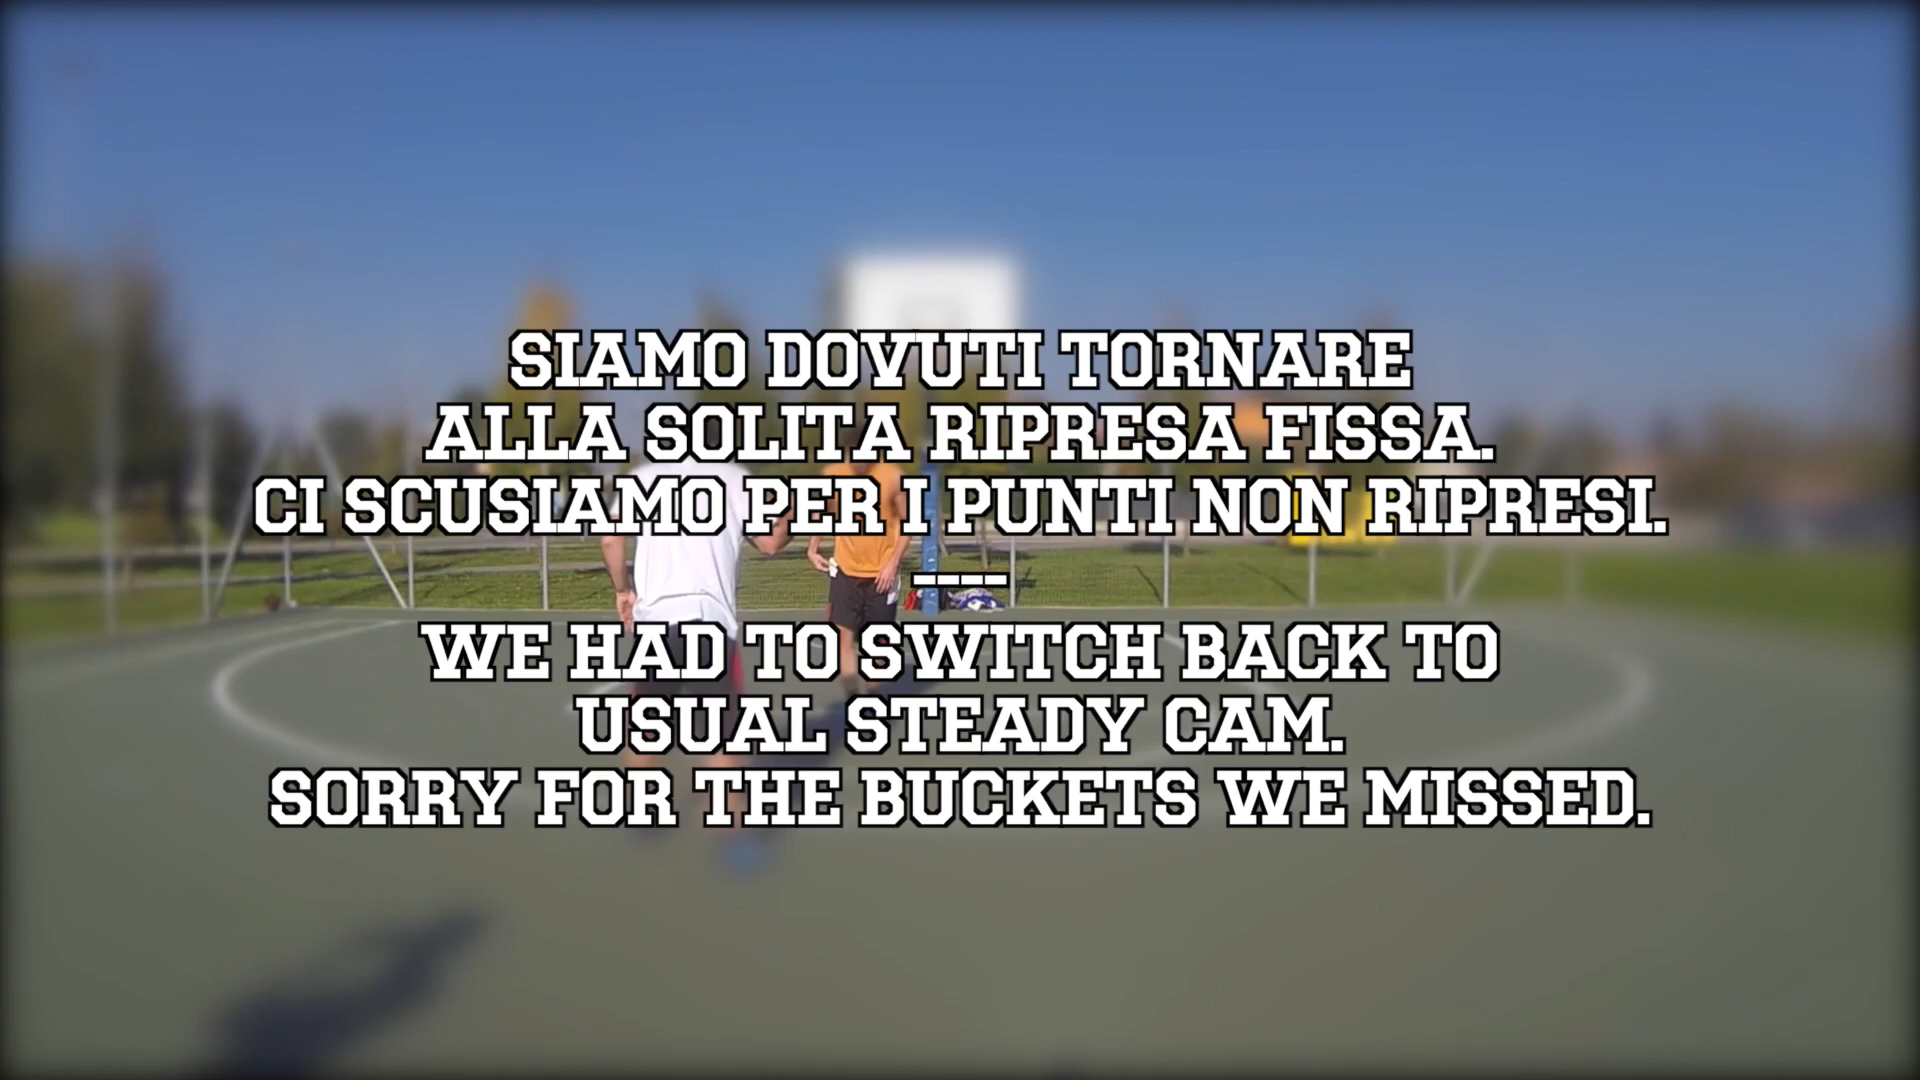 SIAMO DOVUTI TORNARE
ALLA SOLITA RIPRESA FISSA.
CI SCUSIAMO PER I PUNTI NON RIPRESI.
----
WE HAD TO SWITCH BACK TO
USUAL STEADY CAM.
SORRY FOR THE BUCKETS WE MISSED.